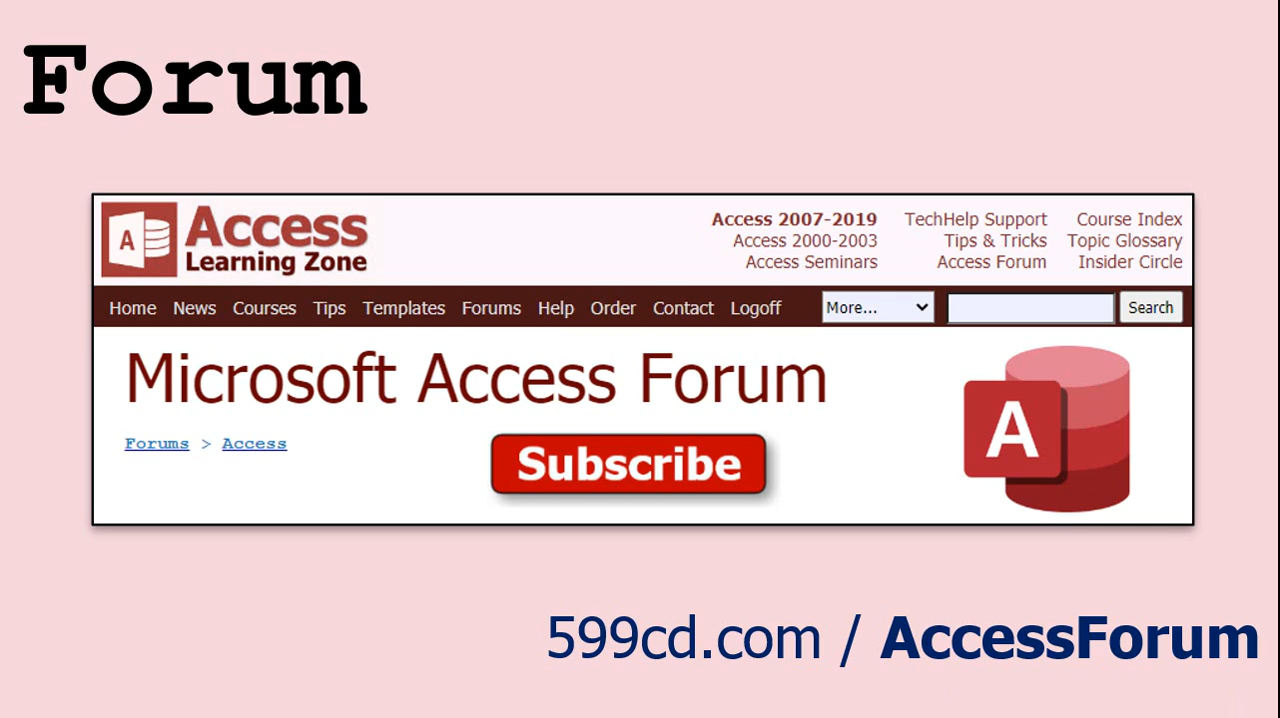 Forum
A
Access
Learning Zone
Access 2007-2019 TechHelp Support Course Index
Access 2000-2003 Tips & Tricks Topic Glossary
Access Seminars Access Forum Insider Circle
Home News Courses Tips Templates Forums Help Order Contact Logoff More... Search
Microsoft Access Forum
A
Forums > Access
Subscribe
599cd.com / AccessForum